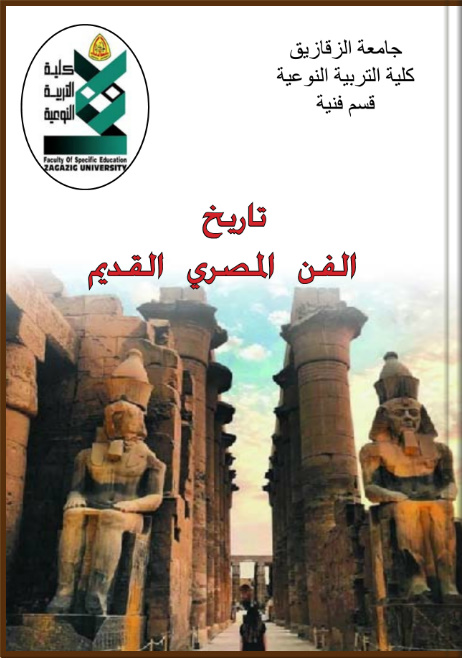 جامعة الزقازيق
كلية التربية النوعية
قسم فنية
كلية
التربية
النوعية
Faculty Of Specific Education
ZAGAZIG UNIVERSITY
تاريخ
الفن المصري القديم